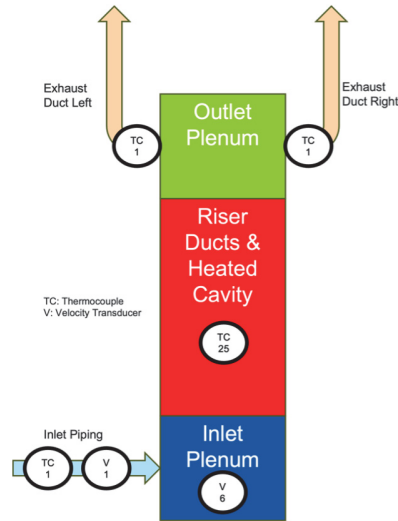 Exhaust
Duct Left
Exhaust
Duct Right
Outlet
Plenum
TC
1
TC
1
Riser
Ducts &
Heated
Cavity
TC: Thermocouple
V: Velocity Transducer
TC
25
Inlet Piping
TC
1
V
1
Inlet
Plenum
V
6